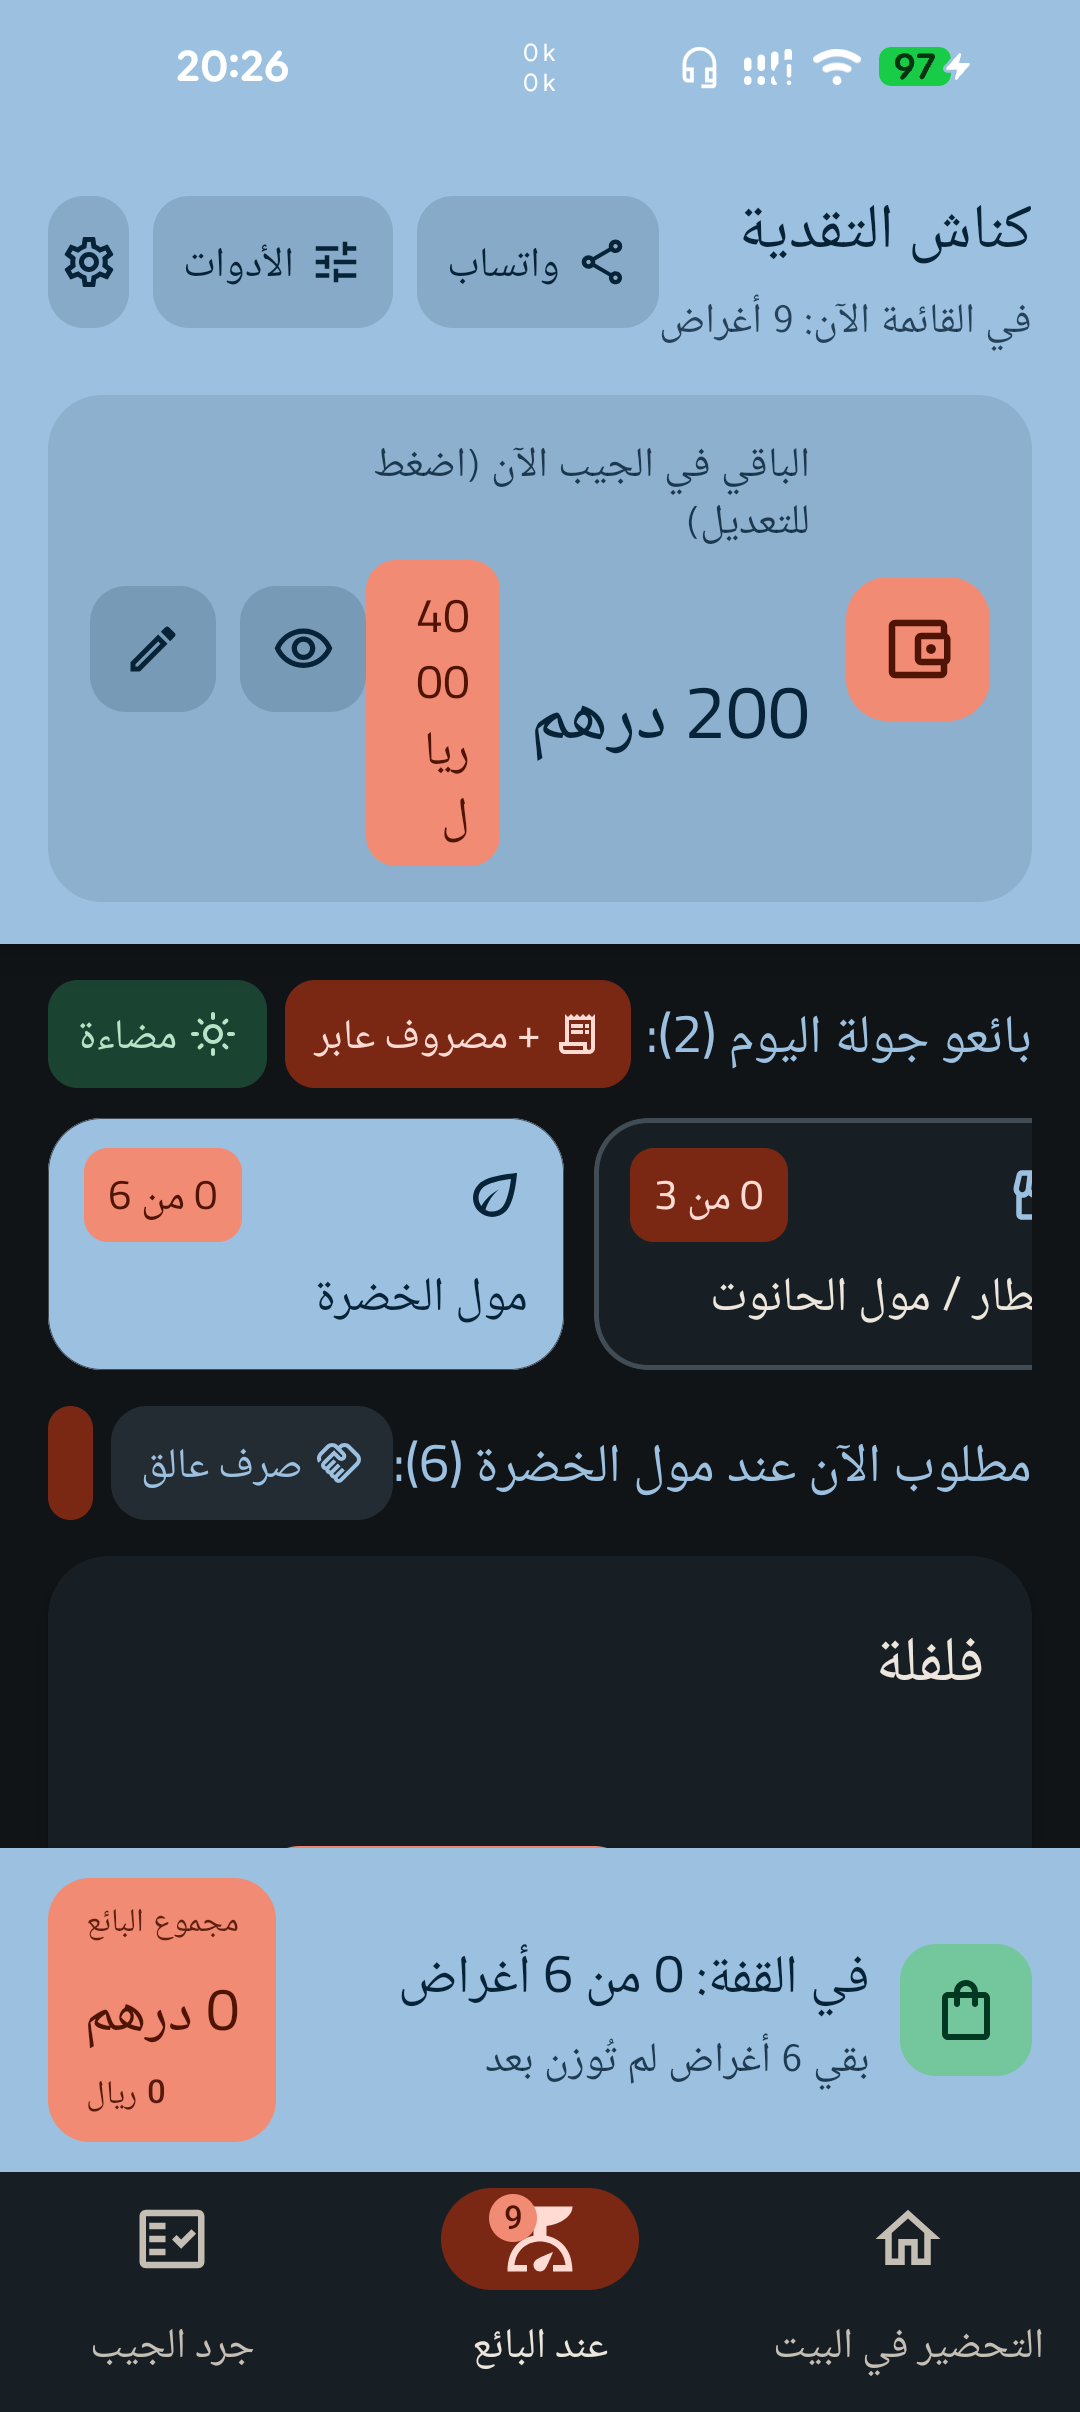 20:26
0k
0k
97
كناش التقدية
في القائمة الآن: 9 أغراض
واتساب
الأدوات
الباقي في الجيب الآن (اضغط
للتعديل)
200 درهم
40
00
ريا
ل
بائعو جولة اليوم (2):
+ مصروف عابر
مضاءة
0 من 3
طار / مول الحانوت
0 من 6
مول الخضرة
مطلوب الآن عند مول الخضرة (6):
صرف عالق
فلفلة
في القفة: 0 من 6 أغراض
بقي 6 أغراض لم تُوزن بعد
مجموع البائع
0 درهم
0 ريال
التحضير في البيت
9
عند البائع
جرد الجيب